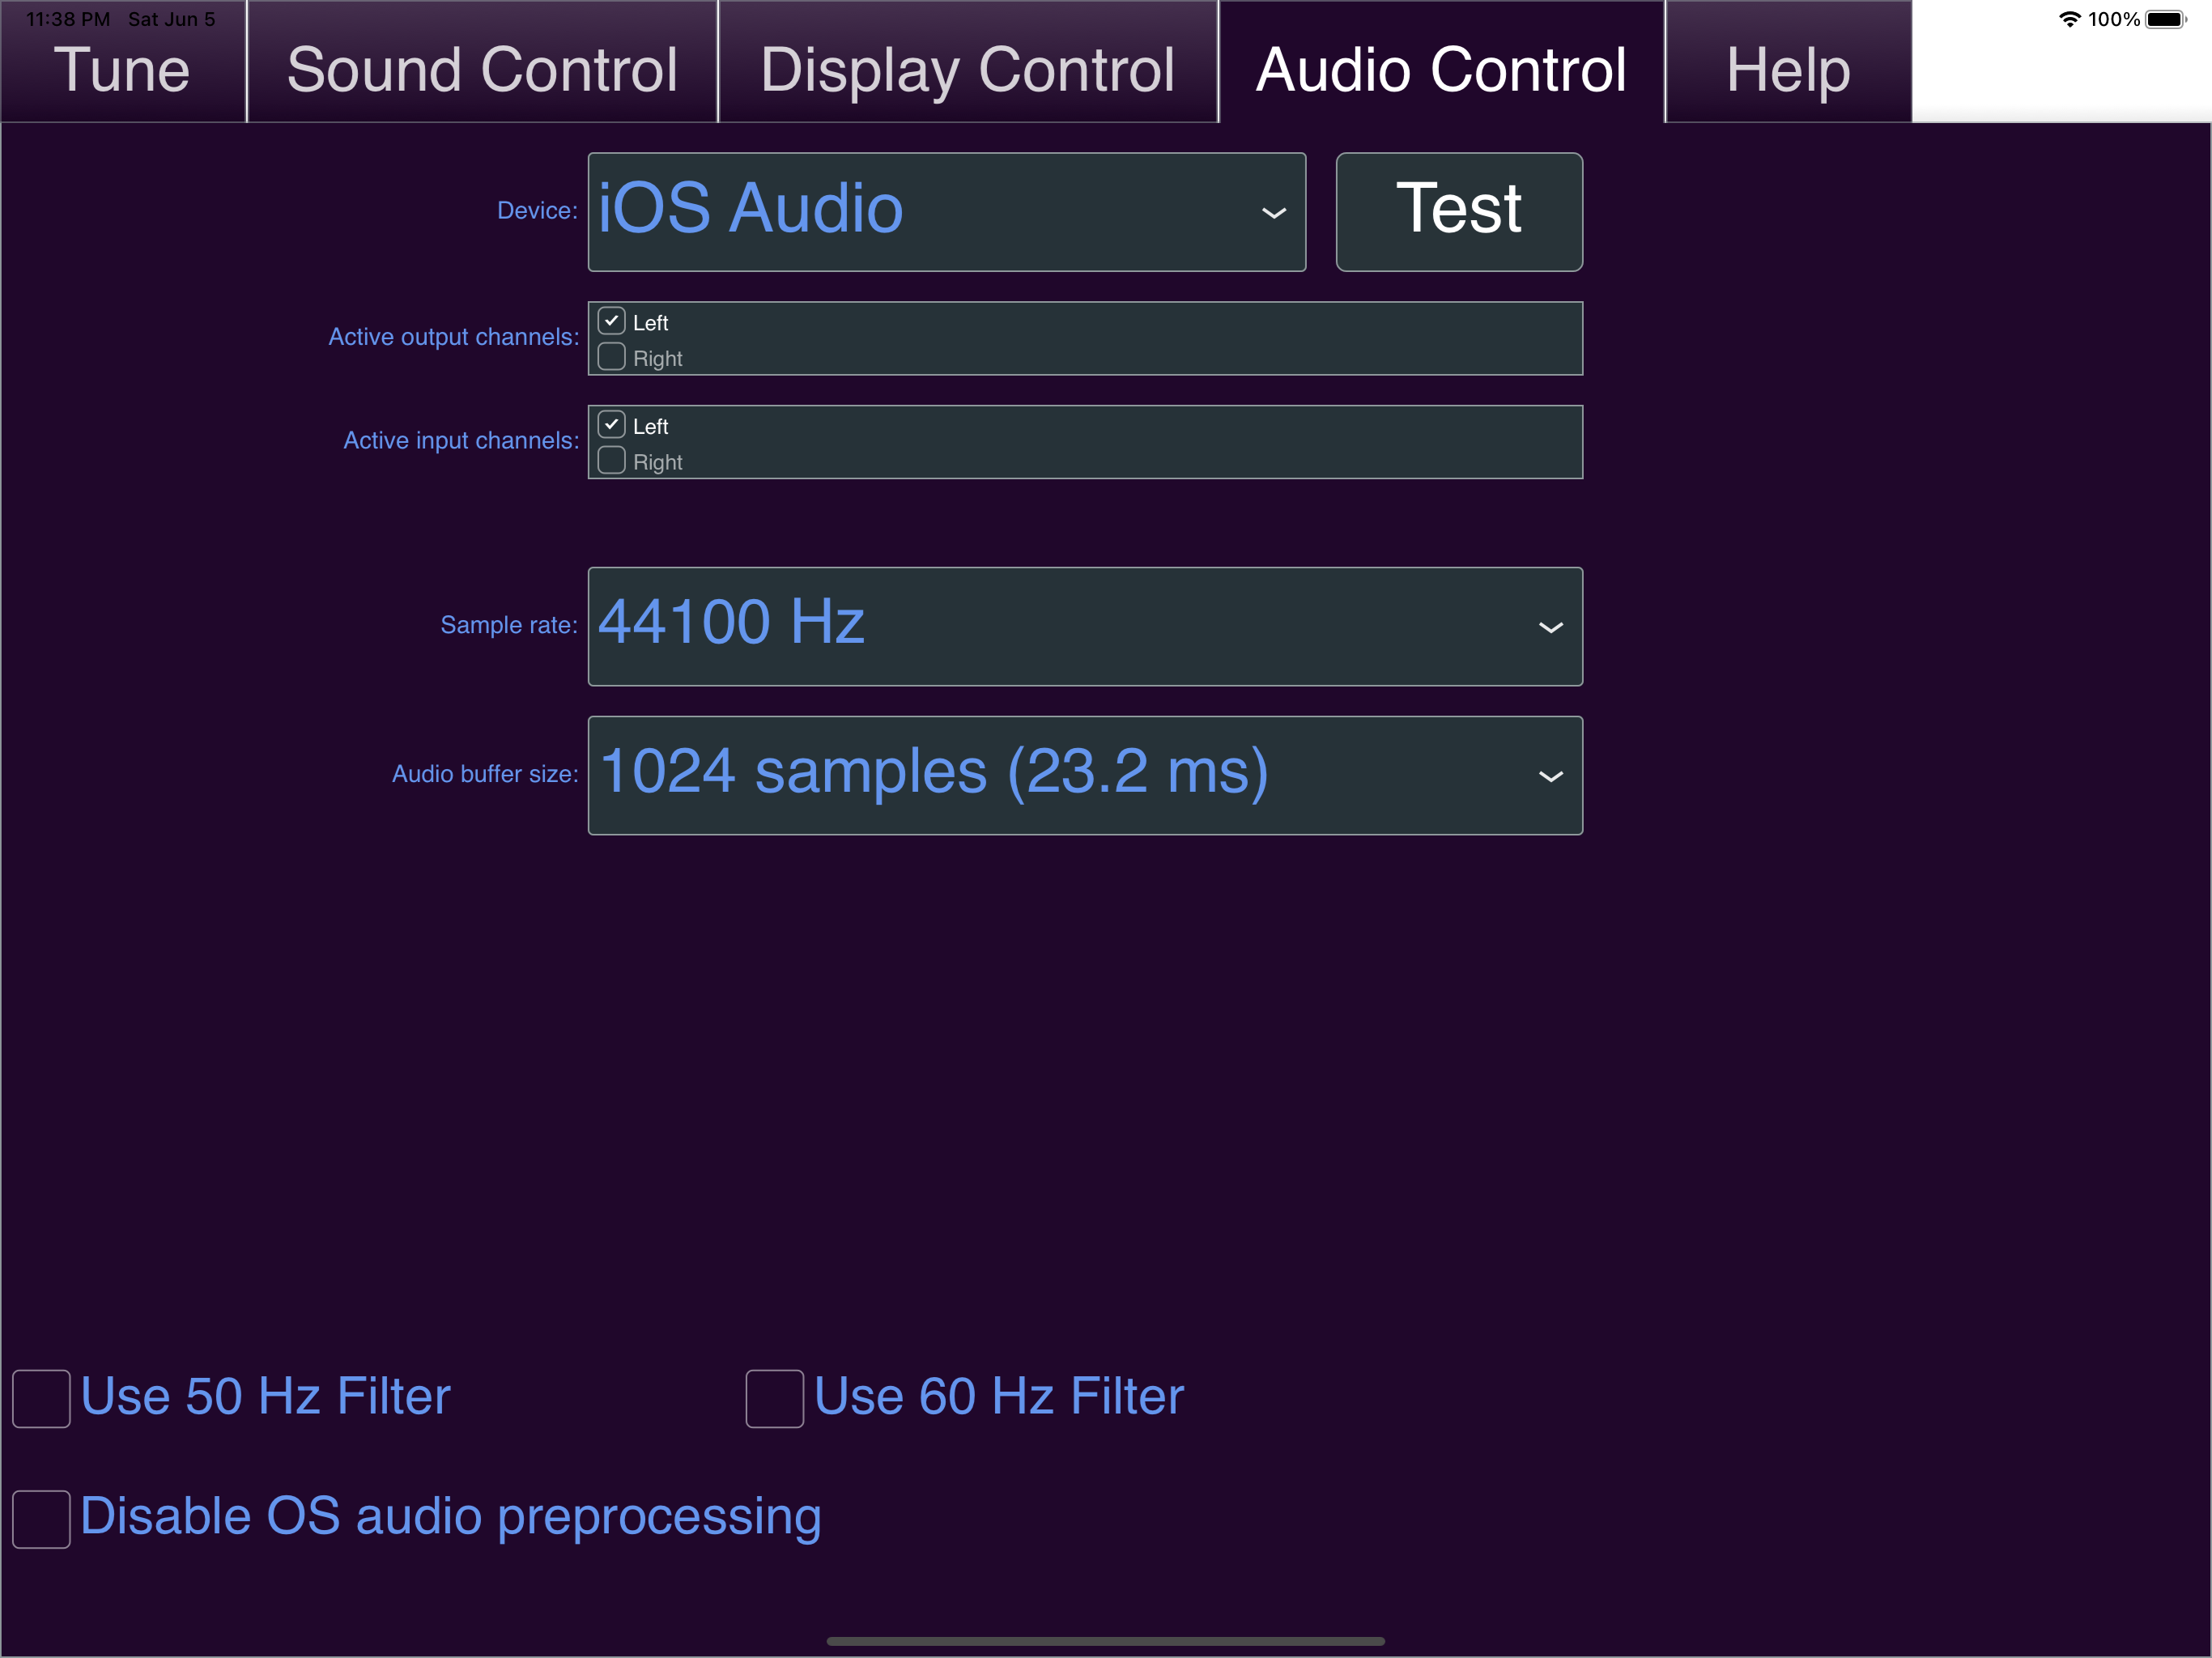 11:38 PM Sat Jun 5 100%
Tune Sound Control Display Control Audio Control Help
Device: iOS Audio Test
Active output channels: Left
Right
Active input channels: Left
Right
Sample rate: 44100 Hz
Audio buffer size: 1024 samples (23.2 ms)
Use 50 Hz Filter Use 60 Hz Filter
Disable OS audio preprocessing